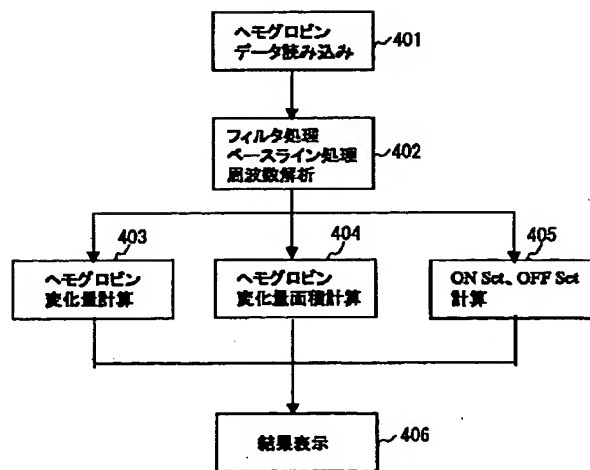 ヘモグロビン
データ読み込み
401
フィルタ処理
ベースライン処理
周波数解析
402
403
ヘモグロビン
変化量計算
404
ヘモグロビン
変化量面積計算
405
ON Set、OFF Set
計算
結果表示
406